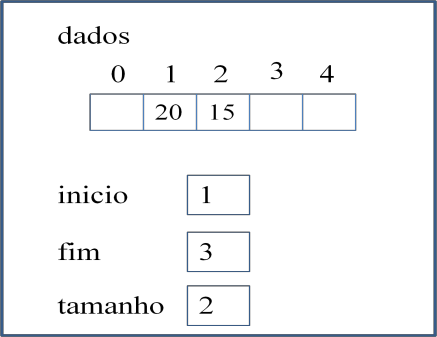 dados
0 1 2 3 4
20 15
inicio 1
fim 3
tamanho 2